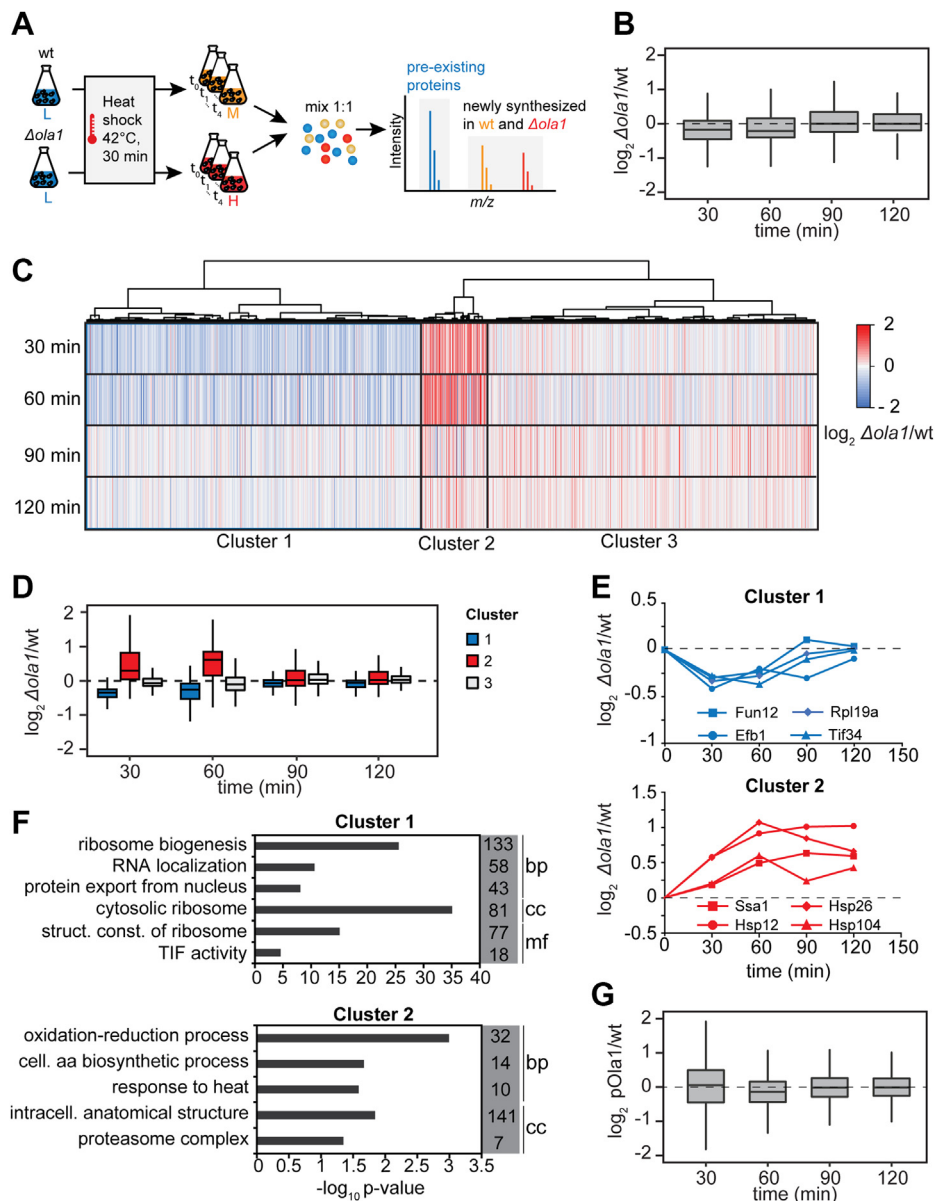 A
wt
L
Δola1
L
Heat
shock
42°C,
30 min
t0
t1
t4
M
t0
t1
t4
H
mix 1:1
pre-existing
proteins
newly synthesized
in wt and Δola1
Intensity
m/z
B
log2 Δola1/wt
2
1
0
-1
-2
30 60 90 120
time (min)
C
30 min
60 min
90 min
120 min
Cluster 1
Cluster 2
Cluster 3
2
0
- 2
log2 Δola1/wt
D
log2 Δola1/wt
2
1
0
-1
-2
30 60 90 120
time (min)
Cluster
1
2
3
E
Cluster 1
log2 Δola1/wt
0
-0.5
-1
Fun12 Rpl19a
Efb1 Tif34
0 30 60 90 120 150
Cluster 2
log2 Δola1/wt
1.5
1
0.5
0
-0.5
Ssa1 Hsp26
Hsp12 Hsp104
0 30 60 90 120 150
time (min)
F
Cluster 1
ribosome biogenesis 133
RNA localization 58
protein export from nucleus 43
cytosolic ribosome 81
struct. const. of ribosome 77
TIF activity 18
bp
cc
mf
0 5 10 15 20 25 30 35 40
Cluster 2
oxidation-reduction process 32
cell. aa biosynthetic process 14
response to heat 10
intracell. anatomical structure 141
proteasome complex 7
bp
cc
0 0.5 1 1.5 2 2.5 3 3.5
-log10 p-value
G
log2 pOla1/wt
2
1
0
-1
-2
30 60 90 120
time (min)